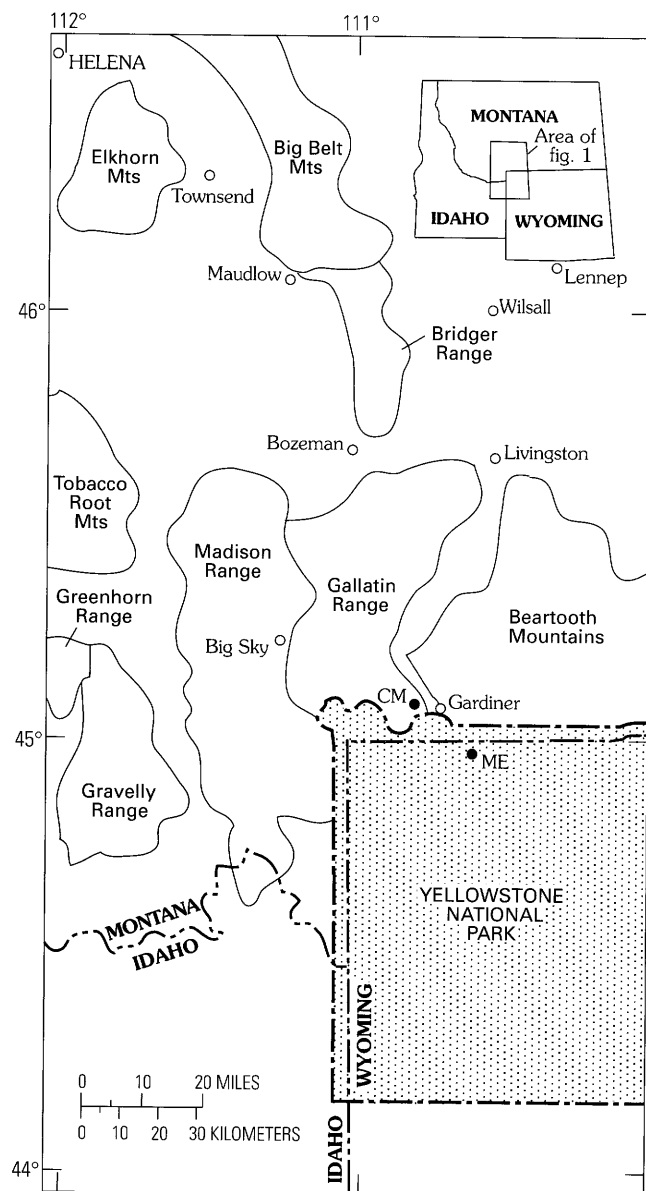 112°
111°
HELENA
Elkhorn
Mts
Townsend
Big Belt
Mts
MONTANA
Area of
fig. 1
IDAHO
WYOMING
Lennep
Maudlow
46°
Wilsall
Bridger
Range
Bozeman
Livingston
Tobacco
Root
Mts
Madison
Range
Gallatin
Range
Greenhorn
Range
Beartooth
Mountains
Big Sky
CM
Gardiner
45°
ME
Gravelly
Range
YELLOWSTONE
NATIONAL
PARK
MONTANA
IDAHO
WYOMING
0 10 20 MILES
0 10 20 30 KILOMETERS
IDAHO
44°